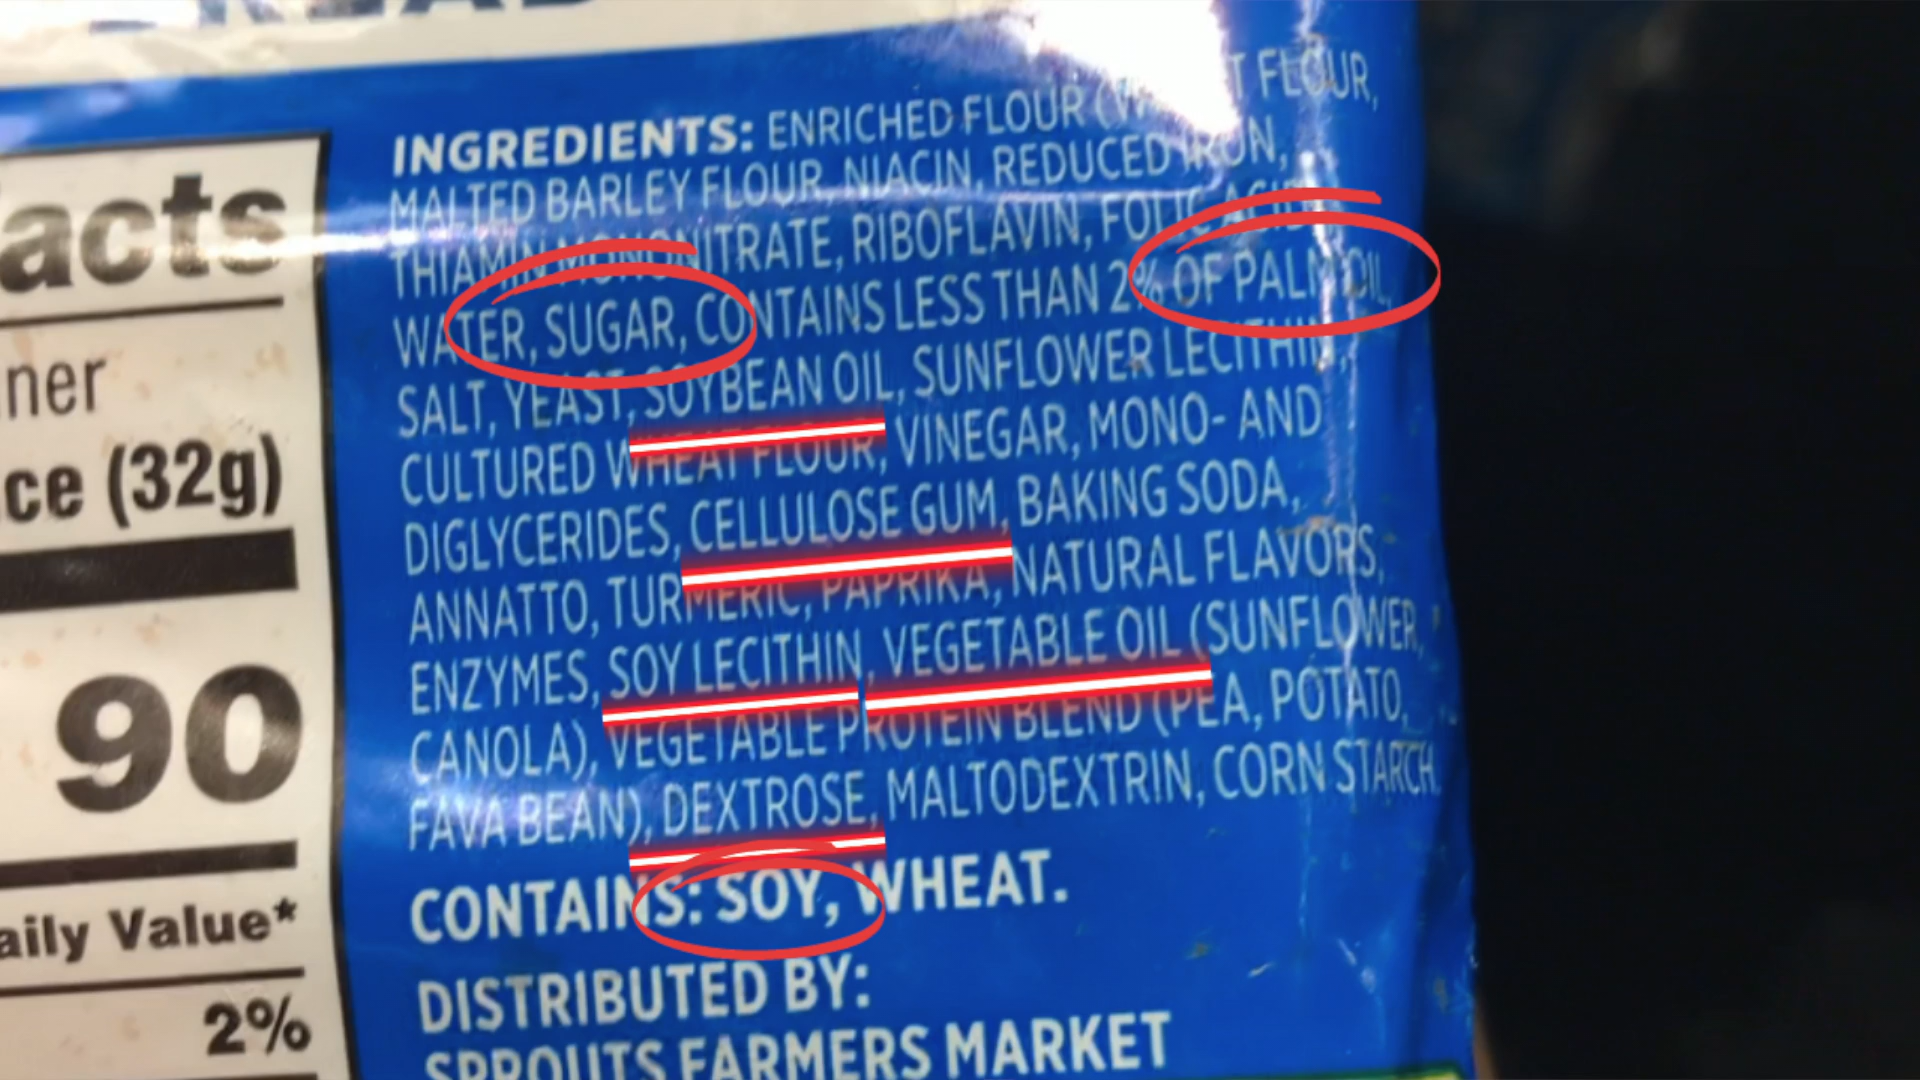 acts
ner
ce (32g)
90
aily Value*
2%
INGREDIENTS: ENRICHED FLOUR ( FLOUR,
MALTED BARLEY FLOUR, NIACIN, REDUCED IRON,
THIAMIN MONONITRATE, RIBOFLAVIN, FOLIC ACID
WATER, SUGAR, CONTAINS LESS THAN 2% OF PALM OIL,
SALT, YEAST, SOYBEAN OIL, SUNFLOWER LECITHIN,
CULTURED WHEAT FLOUR, VINEGAR, MONO- AND
DIGLYCERIDES, CELLULOSE GUM, BAKING SODA,
ANNATTO, TURMERIC, PAPRIKA, NATURAL FLAVORS,
ENZYMES, SOY LECITHIN, VEGETABLE OIL (SUNFLOWER,
CANOLA), VEGETABLE PROTEIN BLEND (PEA, POTATO,
FAVA BEAN), DEXTROSE, MALTODEXTRIN, CORN STARCH.
CONTAINS: SOY, WHEAT.
DISTRIBUTED BY:
SPROUTS FARMERS MARKET